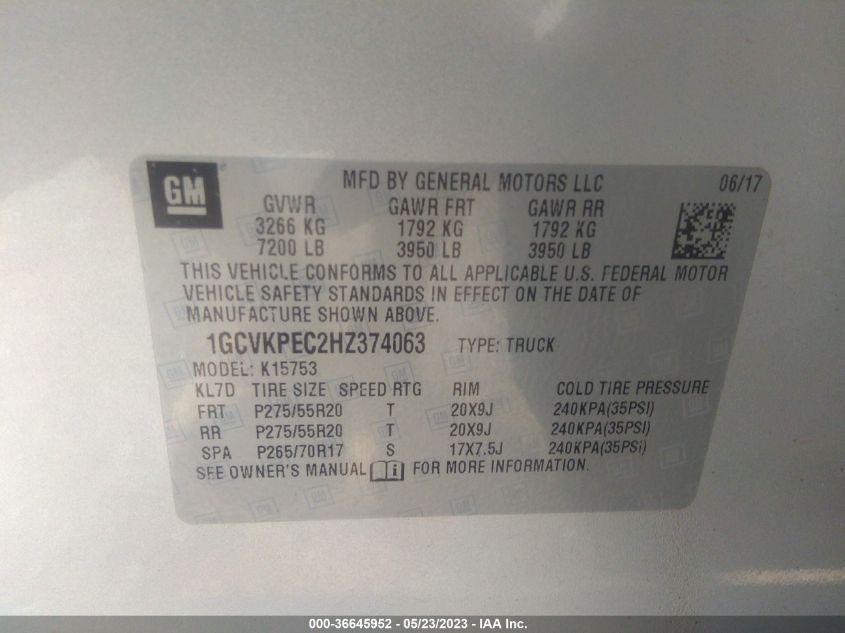 GM
MFD BY GENERAL MOTORS LLC 06/17
GVWR GAWR FRT GAWR RR
3266 KG 1792 KG 1792 KG
7200 LB 3950 LB 3950 LB
THIS VEHICLE CONFORMS TO ALL APPLICABLE U.S. FEDERAL MOTOR
VEHICLE SAFETY STANDARDS IN EFFECT ON THE DATE OF
MANUFACTURE SHOWN ABOVE.
1GCVKPEC2HZ374063 TYPE: TRUCK
MODEL: K15753
KL7D TIRE SIZE SPEED RTG RIM COLD TIRE PRESSURE
FRT P275/55R20 T 20X9J 240KPA(35PSI)
RR P275/55R20 T 20X9J 240KPA(35PSI)
SPA P265/70R17 S 17X7.5J 240KPA(35PSI)
SEE OWNER'S MANUAL i FOR MORE INFORMATION.
000-36645952 - 05/23/2023 - IAA Inc.